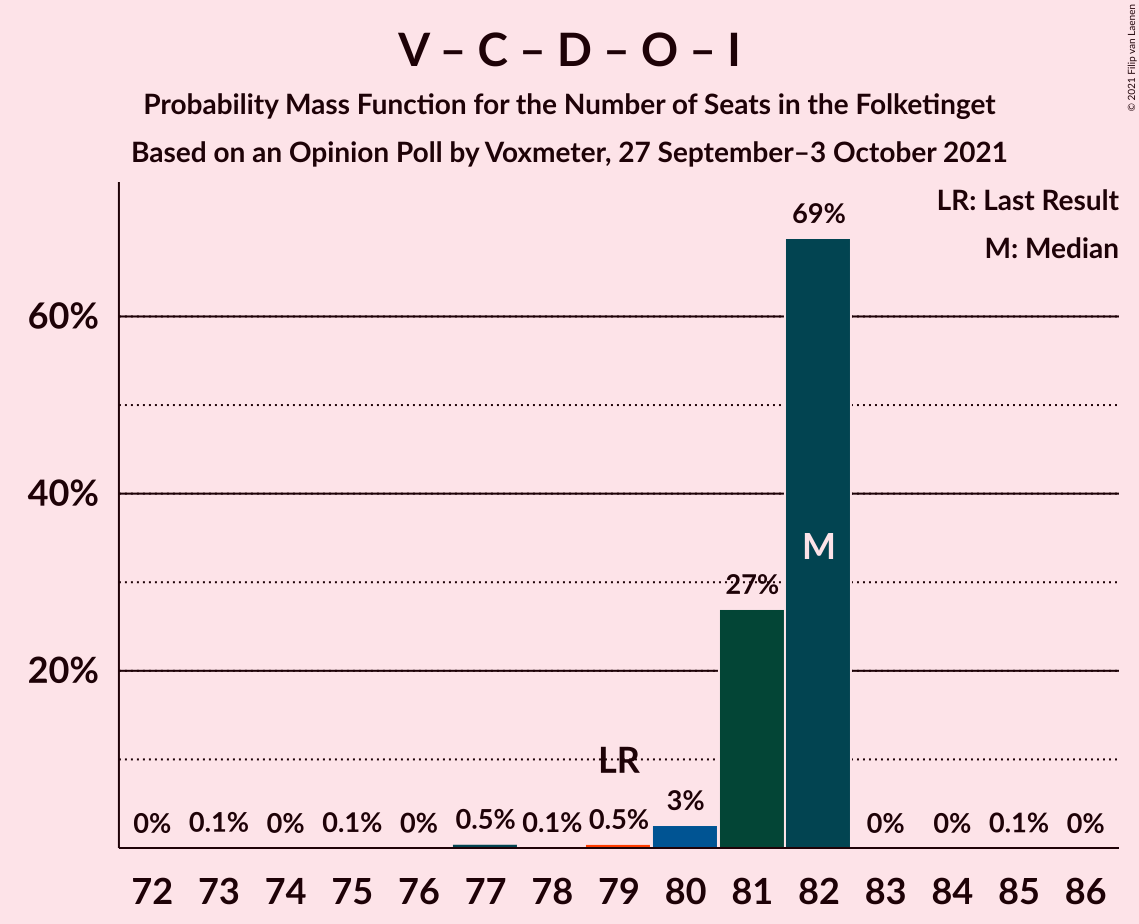 V – C – D – O – I
Probability Mass Function for the Number of Seats in the Folketinget
Based on an Opinion Poll by Voxmeter, 27 September–3 October 2021
© 2021 Filip van Laenen
LR: Last Result
M: Median
69%
60%
40%
M
27%
20%
LR
0% 0.1% 0% 0.1% 0% 0.5% 0.1% 0.5% 3% 0% 0% 0.1% 0%
72 73 74 75 76 77 78 79 80 81 82 83 84 85 86